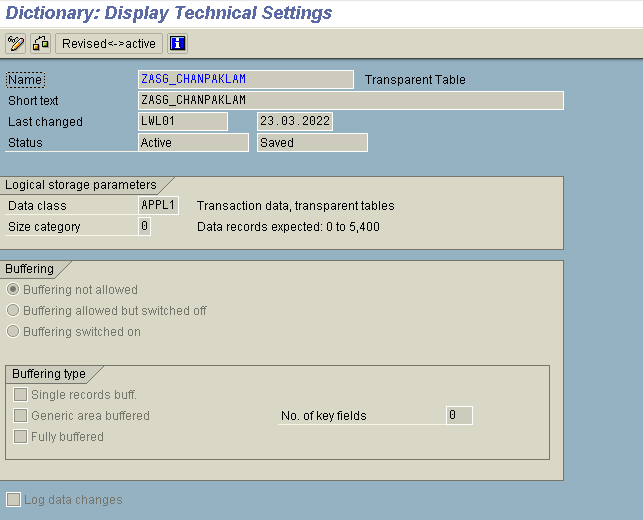 Dictionary: Display Technical Settings
Revised<->active
Name ZASG_CHANPAKLAM Transparent Table
Short text ZASG_CHANPAKLAM
Last changed LWL01 23.03.2022
Status Active Saved
Logical storage parameters
Data class APPL1 Transaction data, transparent tables
Size category 0 Data records expected: 0 to 5,400
Buffering
Buffering not allowed
Buffering allowed but switched off
Buffering switched on
Buffering type
Single records buff.
Generic area buffered No. of key fields 0
Fully buffered
Log data changes